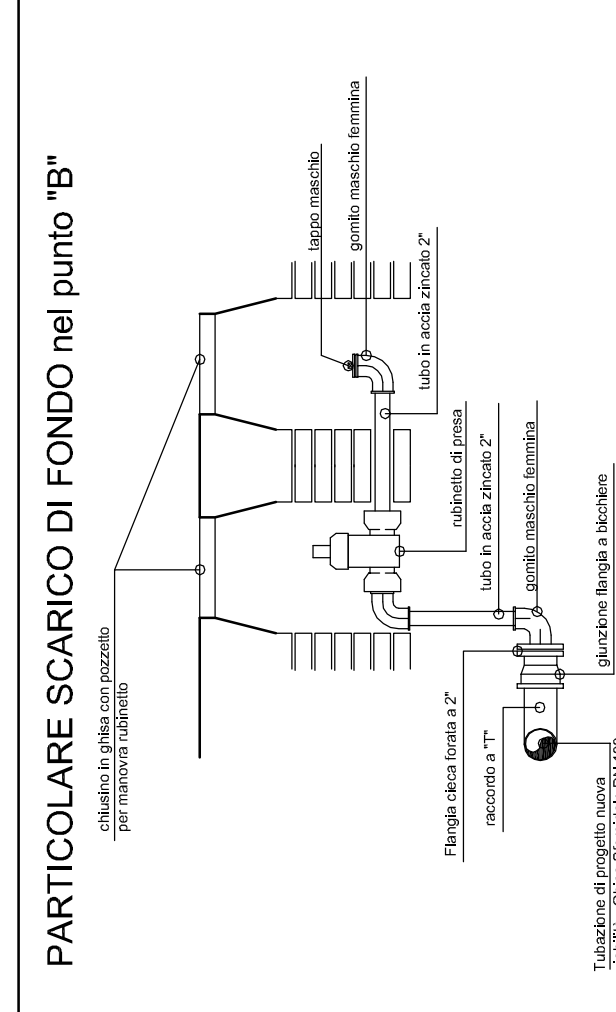 PARTICOLARE SCARICO DI FONDO nel punto "B"
chiusino in ghisa con pozzetto
per manovra rubinetto
tappo maschio
gomito maschio femmina
tubo in accia zincato 2"
rubinetto di presa
tubo in accia zincato 2"
gomito maschio femmina
giunzione flangia a bicchiere
Flangia cieca forata a 2"
raccordo a "T"
Tubazione di progetto nuova